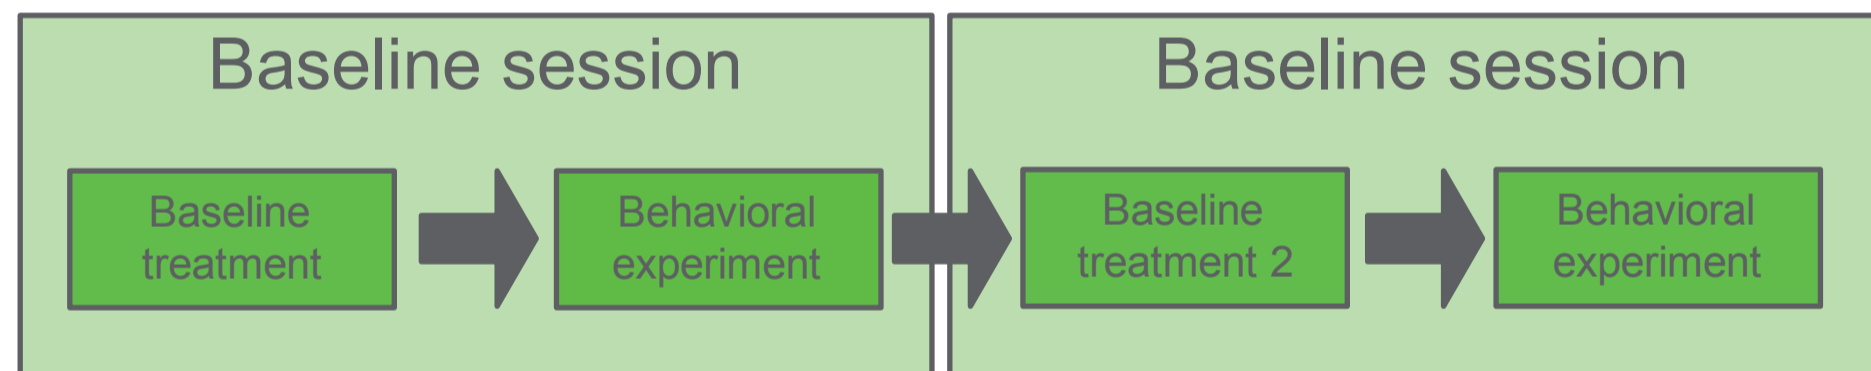 Baseline session
Baseline
treatment
Behavioral
experiment
Baseline session
Baseline
treatment 2
Behavioral
experiment